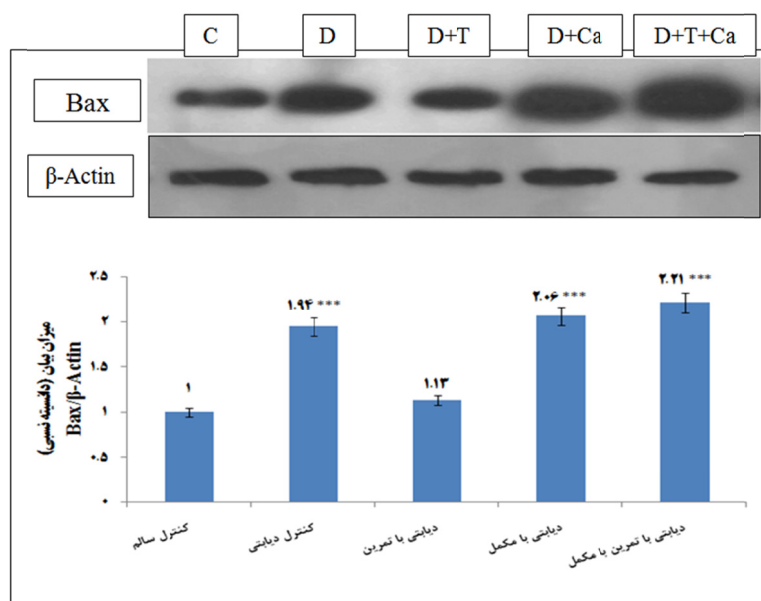 C D D+T D+Ca D+T+Ca
Bax
β-Actin
میزان بیان (دانسیته نسبی)
Bax/β-Actin
۲.۵
۲
۱.۵
۱
۰.۵
۰
۱
۱.۹۴ ***
۱.۱۳
۲.۰۶ ***
۲.۲۱ ***
کنترل سالم
کنترل دیابتی
دیابتی با تمرین
دیابتی با مکمل
دیابتی با تمرین با مکمل